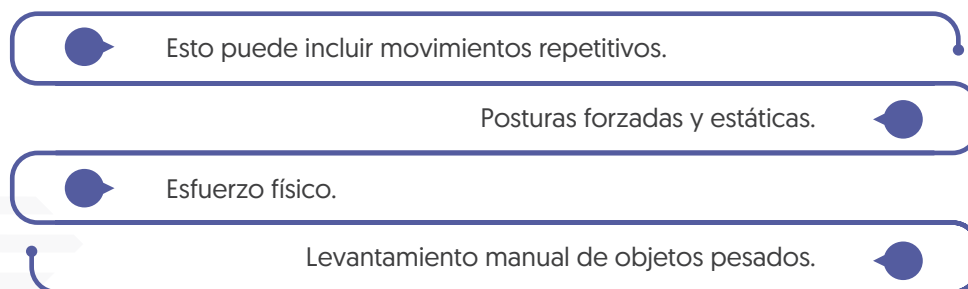 Esto puede incluir movimientos repetitivos.
Posturas forzadas y estáticas.
Esfuerzo físico.
Levantamiento manual de objetos pesados.